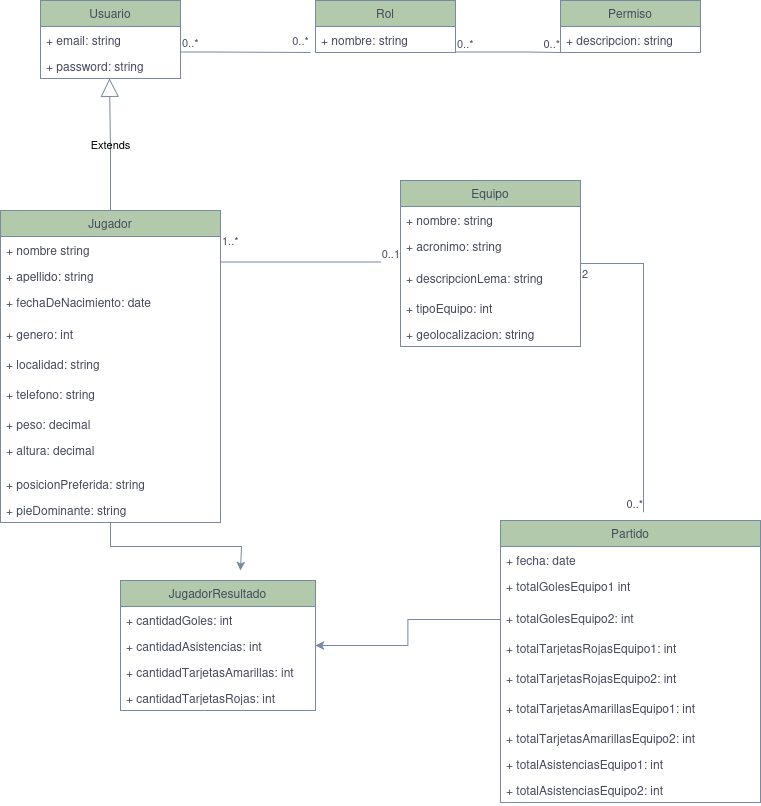 Usuario
+ email: string
+ password: string
0..*
0..*
Rol
+ nombre: string
0..*
0..*
Permiso
+ descripcion: string
Extends
Jugador
+ nombre string
+ apellido: string
+ fechaDeNacimiento: date
+ genero: int
+ localidad: string
+ telefono: string
+ peso: decimal
+ altura: decimal
+ posicionPreferida: string
+ pieDominante: string
1..*
0..1
Equipo
+ nombre: string
+ acronimo: string
+ descripcionLema: string
+ tipoEquipo: int
+ geolocalizacion: string
2
0..*
JugadorResultado
+ cantidadGoles: int
+ cantidadAsistencias: int
+ cantidadTarjetasAmarillas: int
+ cantidadTarjetasRojas: int
Partido
+ fecha: date
+ totalGolesEquipo1 int
+ totalGolesEquipo2: int
+ totalTarjetasRojasEquipo1: int
+ totalTarjetasRojasEquipo2: int
+ totalTarjetasAmarillasEquipo1: int
+ totalTarjetasAmarillasEquipo2: int
+ totalAsistenciasEquipo1: int
+ totalAsistenciasEquipo2: int